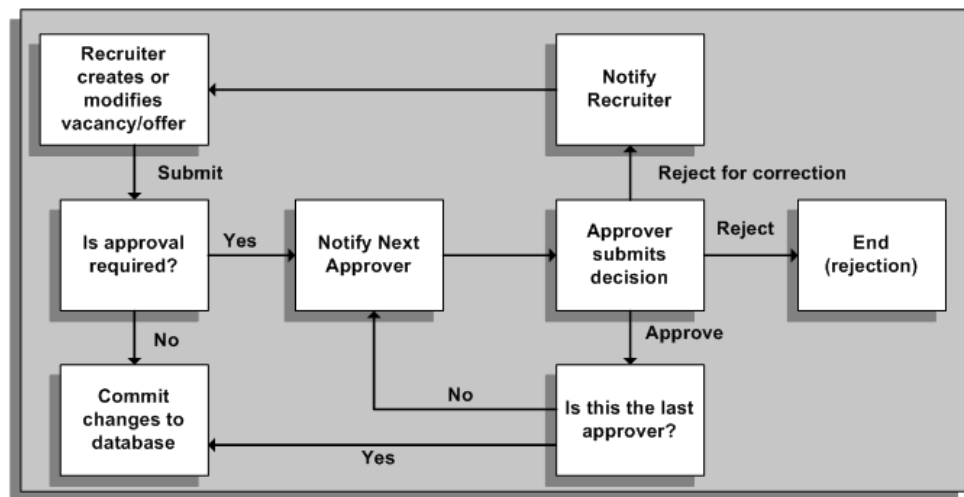 Recruiter
creates or
modifies
vacancy/offer
Notify
Recruiter
Submit
Reject for correction
Is approval
required?
Yes
Notify Next
Approver
Approver
submits
decision
Reject
End
(rejection)
No
Approve
Commit
changes to
database
No
Yes
Is this the last
approver?